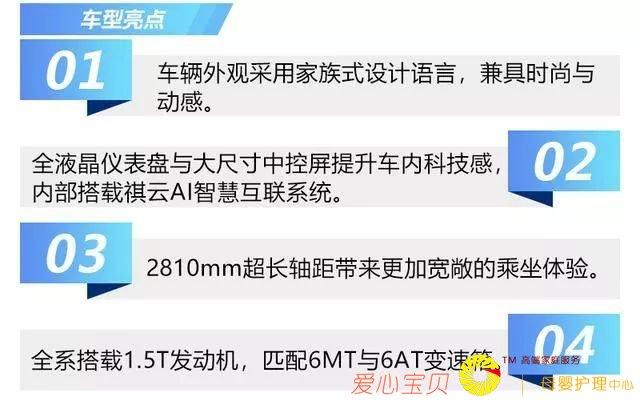 车型亮点
01
车辆外观采用家族式设计语言，兼具时尚与
动感。
全液晶仪表盘与大尺寸中控屏提升车内科技感，
内部搭载祺云AI智慧互联系统。
02
03
2810mm超长轴距带来更加宽敞的乘坐体验。
全系搭载1.5T发动机，匹配6MT与6AT变速箱
04
爱心宝贝
TM 高端家庭服务
母婴护理中心